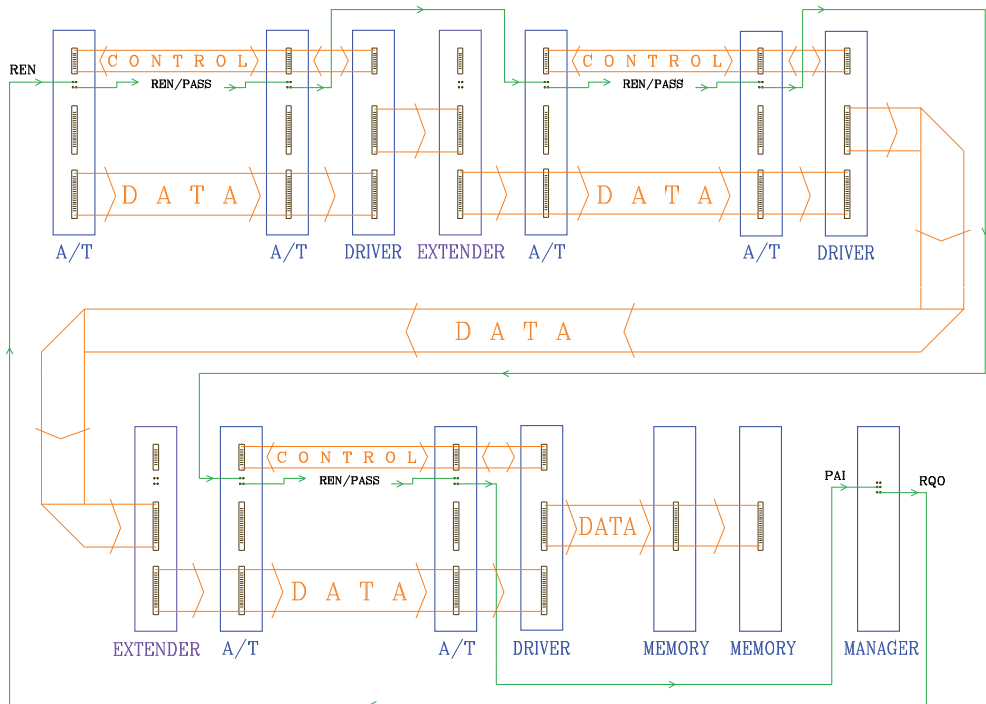 CONTROL
CONTROL
REN
REN/PASS
REN/PASS
DATA
DATA
A/T
A/T
DRIVER
EXTENDER
A/T
A/T
DRIVER
DATA
CONTROL
REN/PASS
PAI
RQO
DATA
DATA
EXTENDER
A/T
A/T
DRIVER
MEMORY
MEMORY
MANAGER